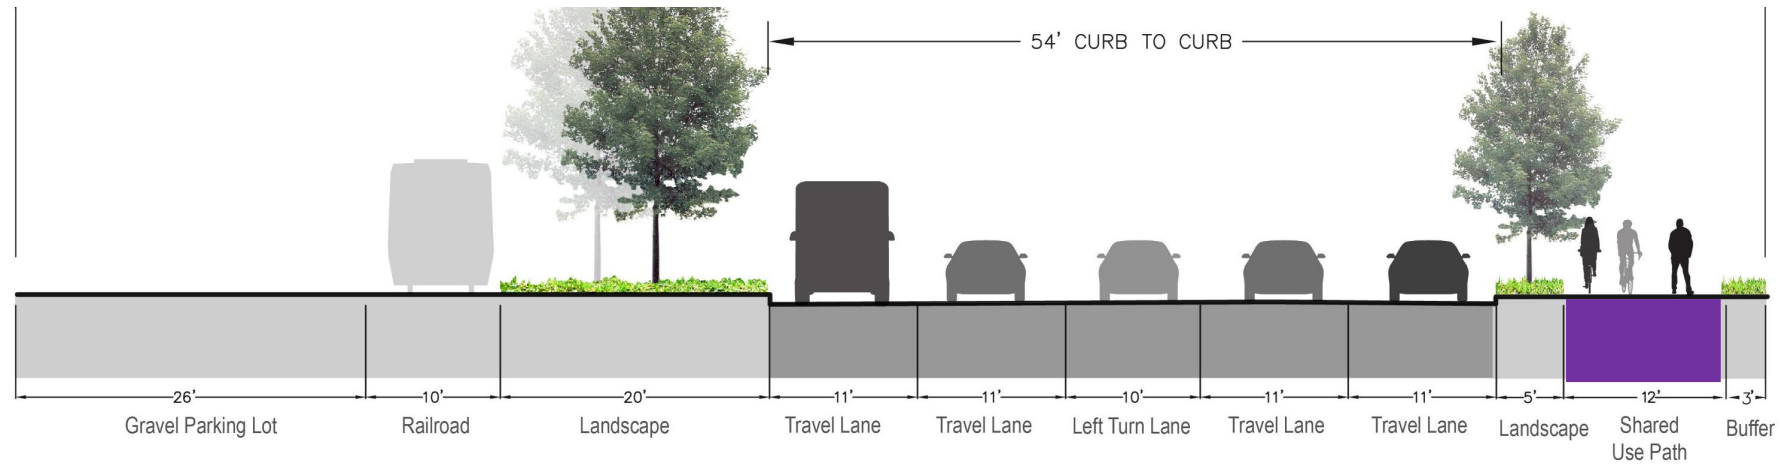 54' CURB TO CURB
26' 10' 20' 11' 11' 10' 11' 11' 5' 12' 3'
Gravel Parking Lot Railroad Landscape Travel Lane Travel Lane Left Turn Lane Travel Lane Travel Lane Landscape Shared Buffer
Use Path